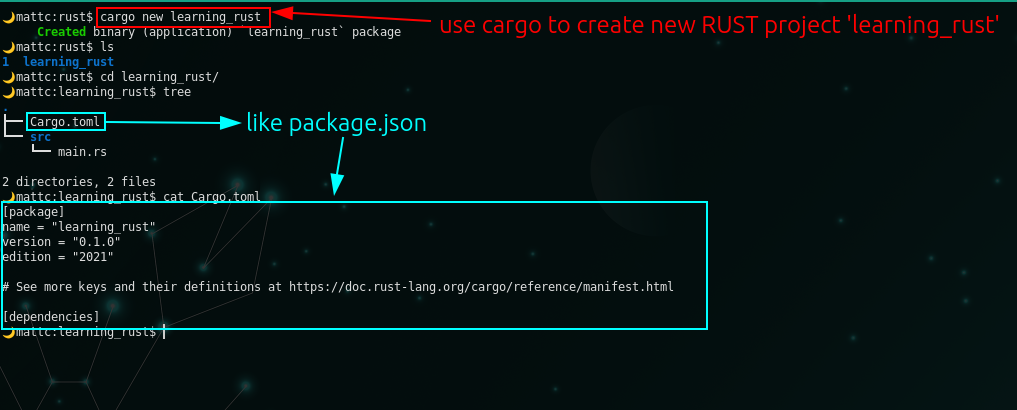 🌙mattc:rust$ cargo new learning_rust
use cargo to create new RUST project 'learning_rust'
Created binary (application) `learning_rust` package
🌙mattc:rust$ ls
1 learning_rust
🌙mattc:rust$ cd learning_rust/
🌙mattc:learning_rust$ tree
.
├── Cargo.toml
like package.json
└── src
└── main.rs
2 directories, 2 files
🌙mattc:learning_rust$ cat Cargo.toml
[package]
name = "learning_rust"
version = "0.1.0"
edition = "2021"
# See more keys and their definitions at https://doc.rust-lang.org/cargo/reference/manifest.html
[dependencies]
🌙mattc:learning_rust$